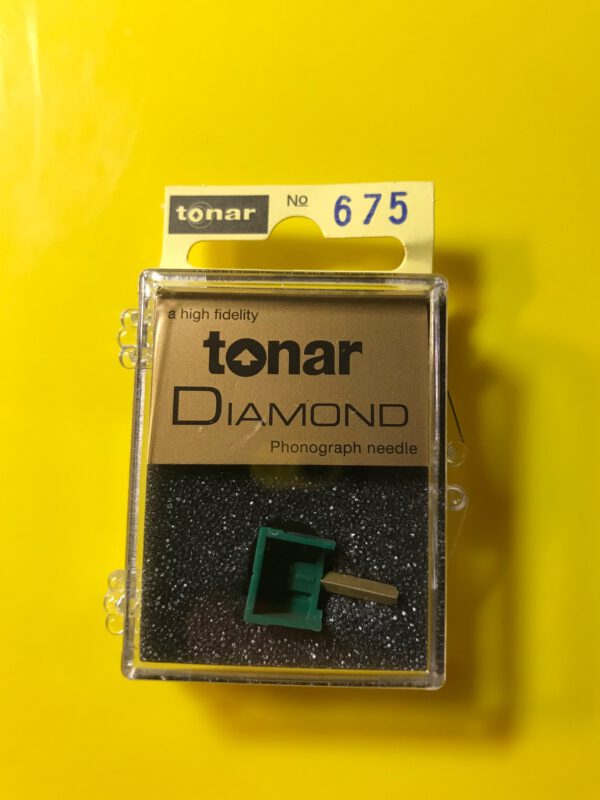 tonar No 675
a high fidelity
tonar
DIAMOND
Phonograph needle